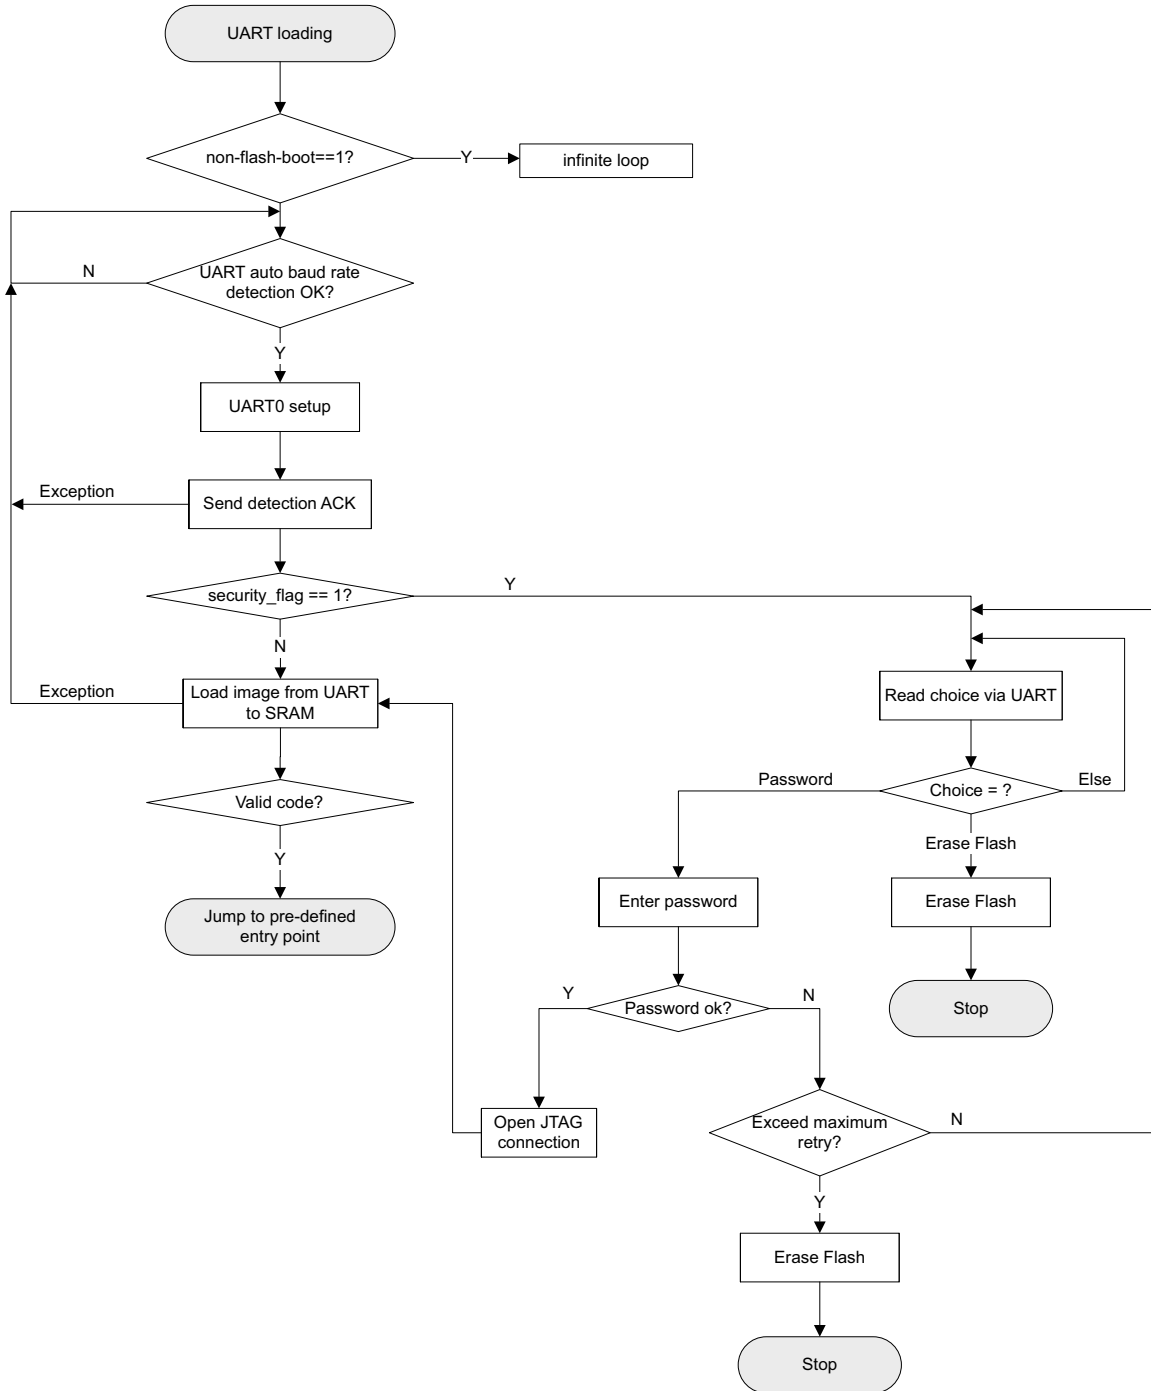 UART loading
non-flash-boot==1?
Y
infinite loop
UART auto baud rate
detection OK?
N
Y
UART0 setup
Send detection ACK
Exception
security_flag == 1?
Y
N
Load image from UART
to SRAM
Exception
Read choice via UART
Valid code?
Choice = ?
Password
Else
Y
Erase Flash
Jump to pre-defined
entry point
Enter password
Erase Flash
Password ok?
Y
N
Stop
Open JTAG
connection
Exceed maximum
retry?
N
Y
Erase Flash
Stop